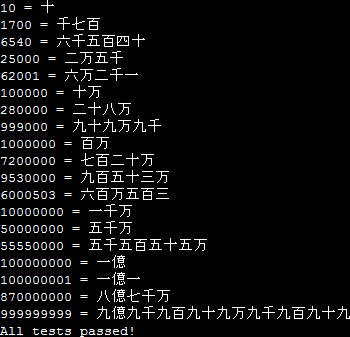 10 = 十
1700 = 千七百
6540 = 六千五百四十
25000 = 二万五千
62001 = 六万二千一
100000 = 十万
280000 = 二十八万
999000 = 九十九万九千
1000000 = 百万
7200000 = 七百二十万
9530000 = 九百五十三万
6000503 = 六百万五百三
10000000 = 一千万
50000000 = 五千万
55550000 = 五千五百五十五万
100000000 = 一億
100000001 = 一億一
870000000 = 八億七千万
999999999 = 九億九千九百九十九万九千九百九十九
All tests passed!